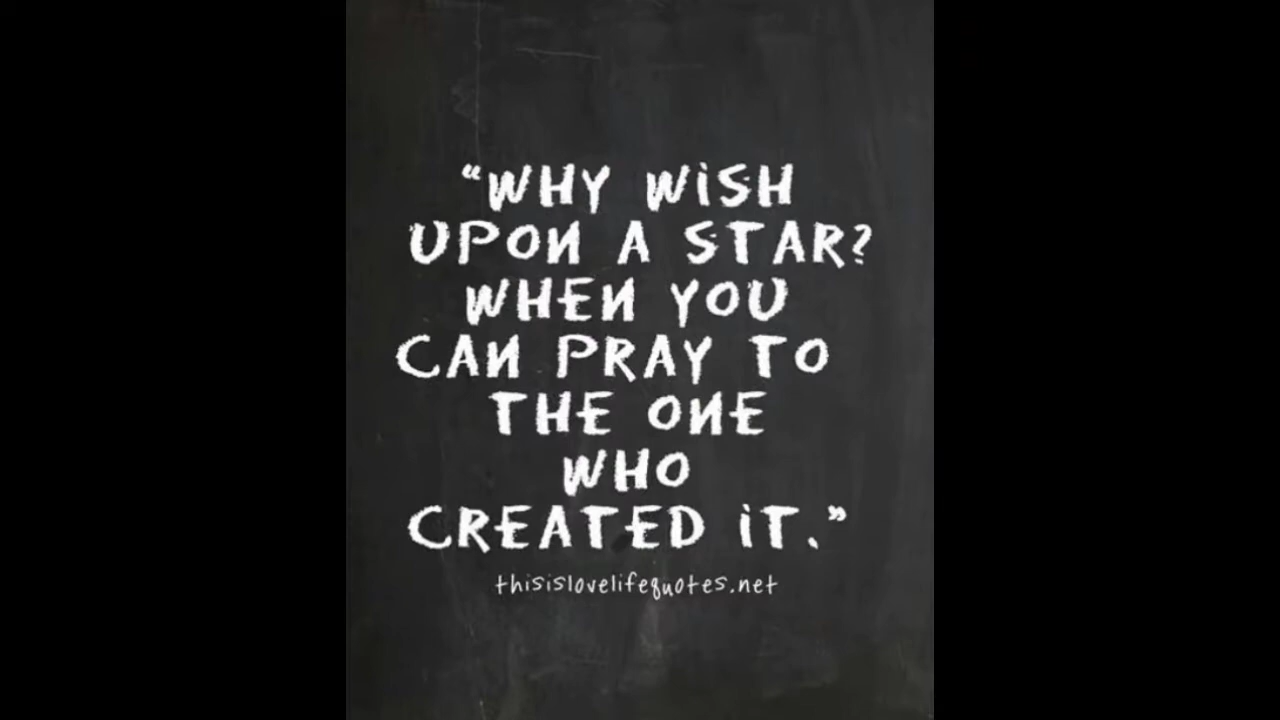 “WHY WiSH
UPON A STAR?
WHEN YOU
CAN PRAY TO
THE ONE
WHO
CREATED iT.”
thisislovelifequotes.net